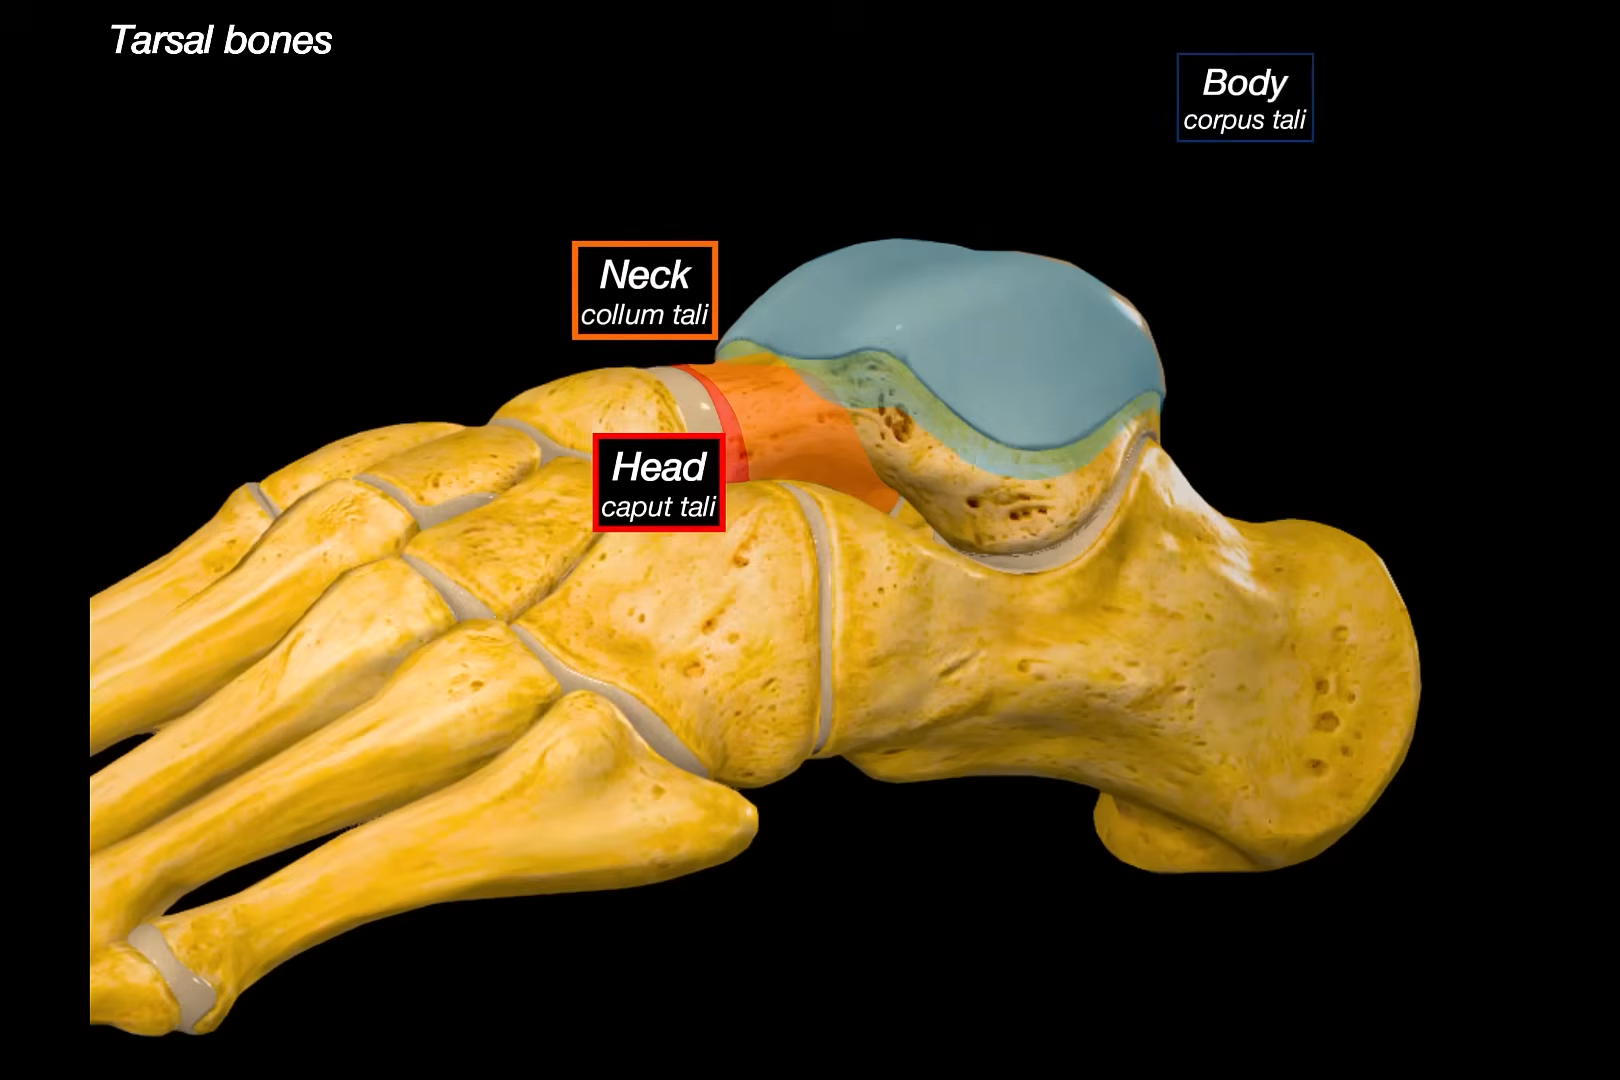 Tarsal bones
Body
corpus tali
Neck
collum tali
Head
caput tali